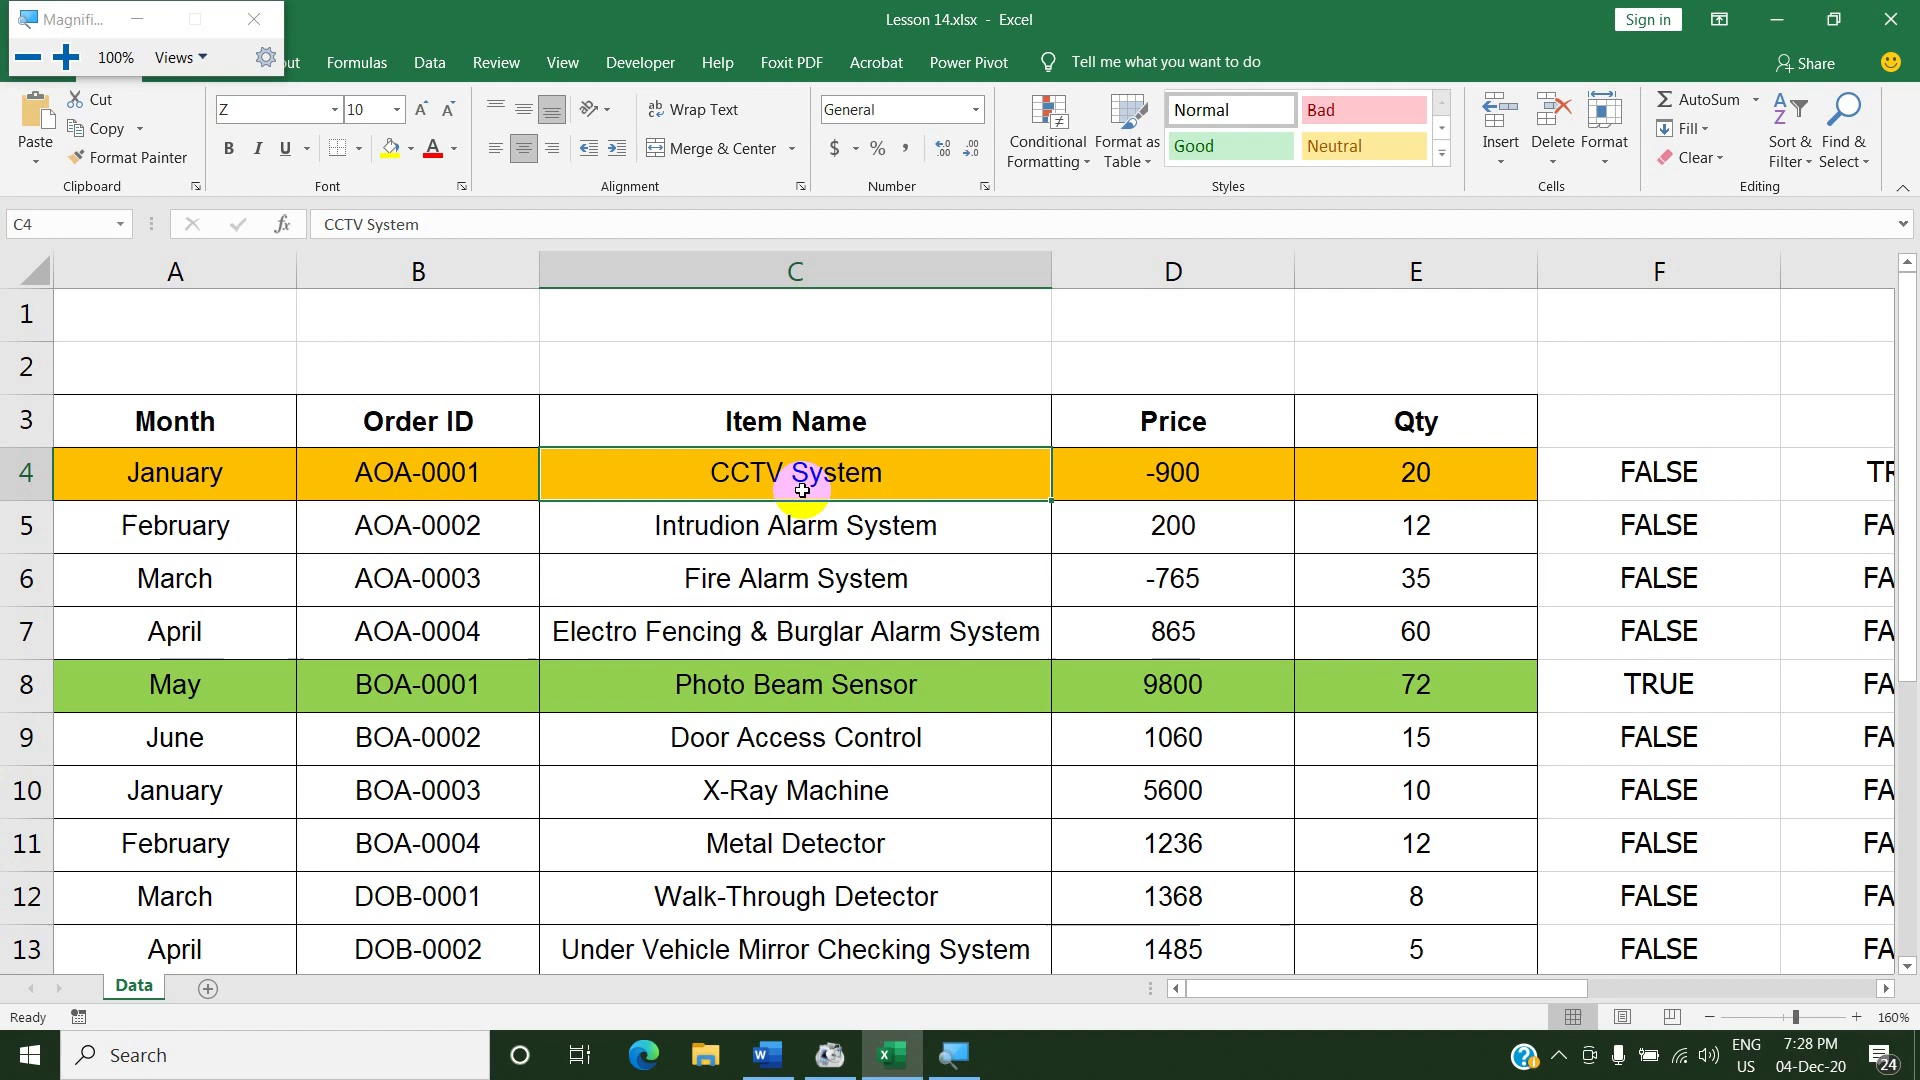 Magnifi...
Lesson 14.xlsx - Excel
Sign in
100% Views
out Formulas Data Review View Developer Help Foxit PDF Acrobat Power Pivot Tell me what you want to do Share
Paste
Cut
Copy
Format Painter
Clipboard
Z 10
B I U A
Font
ab Wrap Text
Merge & Center
Alignment
General
$ % ,
Number
Conditional Formatting
Format as Table
Normal Bad
Good Neutral
Styles
Insert Delete Format
Cells
AutoSum
Fill
Clear
Sort & Filter
Find & Select
Editing
C4 fx CCTV System
A B C D E F
1
2
3 Month Order ID Item Name Price Qty
4 January AOA-0001 CCTV System -900 20 FALSE TR
5 February AOA-0002 Intrudion Alarm System 200 12 FALSE FA
6 March AOA-0003 Fire Alarm System -765 35 FALSE FA
7 April AOA-0004 Electro Fencing & Burglar Alarm System 865 60 FALSE FA
8 May BOA-0001 Photo Beam Sensor 9800 72 TRUE FA
9 June BOA-0002 Door Access Control 1060 15 FALSE FA
10 January BOA-0003 X-Ray Machine 5600 10 FALSE FA
11 February BOA-0004 Metal Detector 1236 12 FALSE FA
12 March DOB-0001 Walk-Through Detector 1368 8 FALSE FA
13 April DOB-0002 Under Vehicle Mirror Checking System 1485 5 FALSE FA
Data
Ready 160%
Search
ENG
US
7:28 PM
04-Dec-20
24